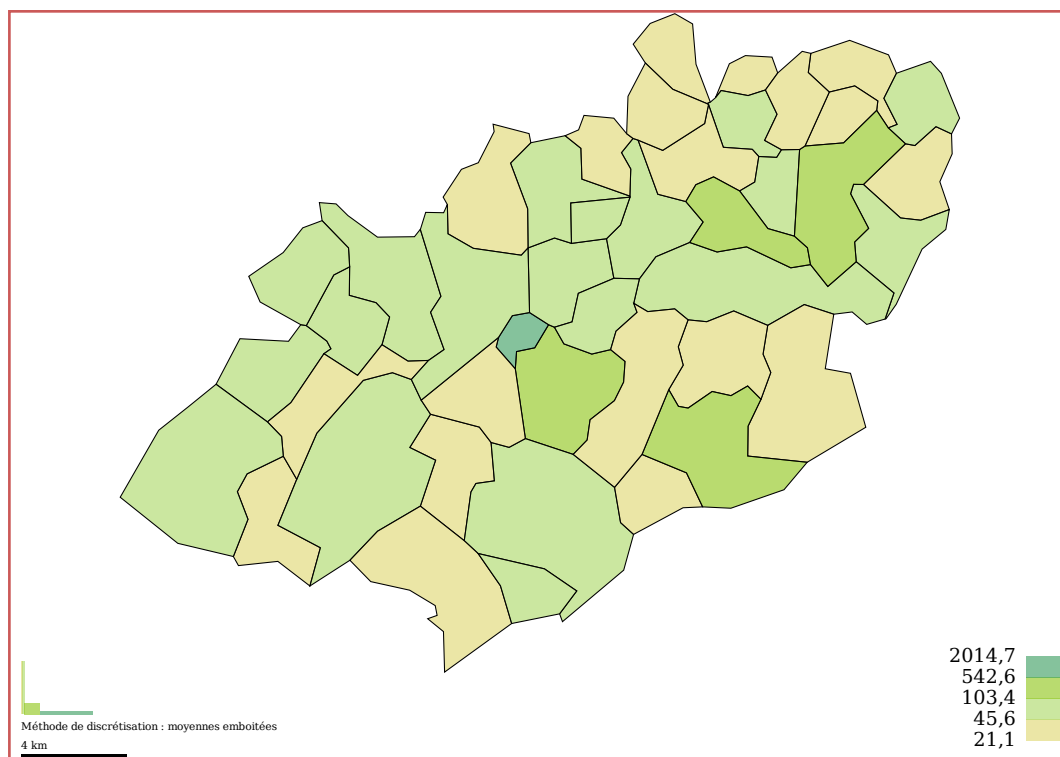 2014,7
542,6
103,4
45,6
21,1
Méthode de discrétisation : moyennes emboitées
4 km